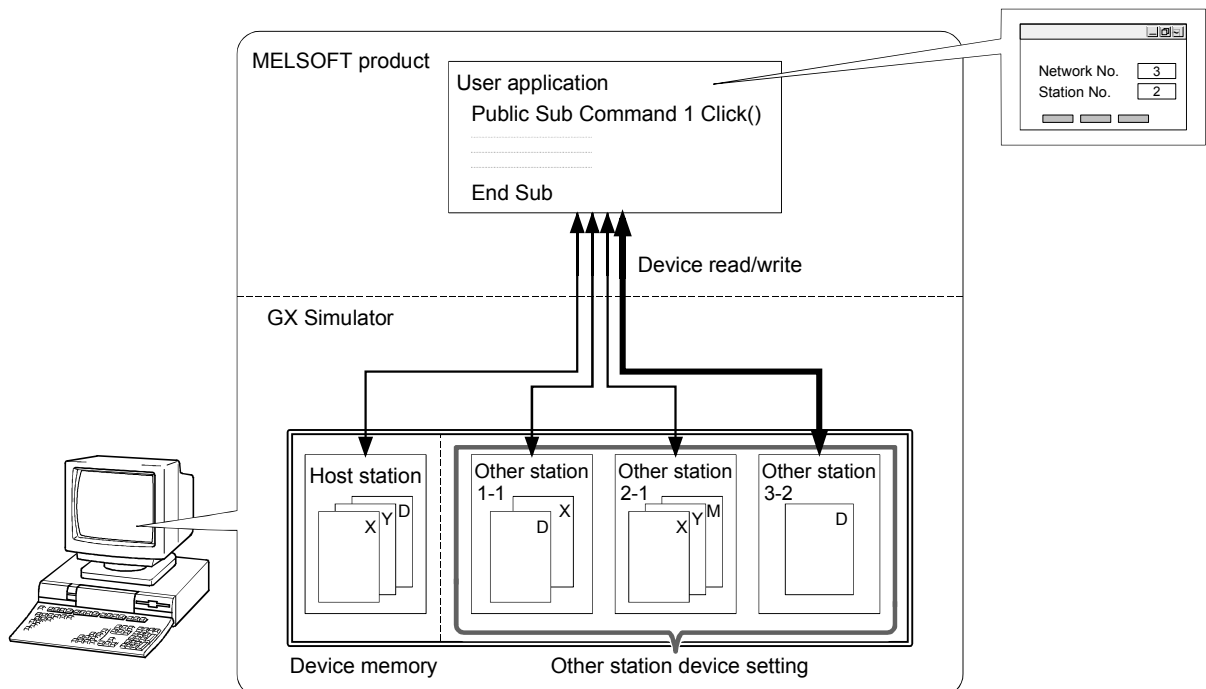 MELSOFT product
User application
Public Sub Command 1 Click()
End Sub
Network No. 3
Station No. 2
Device read/write
GX Simulator
Host station
X Y D
Other station
1-1
D X
Other station
2-1
X Y M
Other station
3-2
D
Device memory
Other station device setting